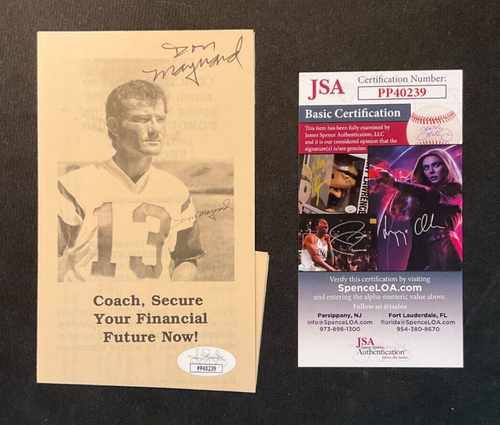 Don
Maynard
13
Don Maynard
Coach, Secure
Your Financial
Future Now!
PP40239
JSA
Certification Number:
PP40239
Basic Certification
This item has been fully examined by
James Spence Authentication, LLC
and it is our considered opinion that the
signature(s) is/are genuine.
Verify this certification by visiting
SpenceLOA.com
and entering the alpha-numeric value above.
Follow us @jsaloa
Parsippany, NJ
Fort Lauderdale, FL
info@SpenceLOA.com
florida@SpenceLOA.com
973-898-1300
954-380-8670
JSA
James Spence
Authentication